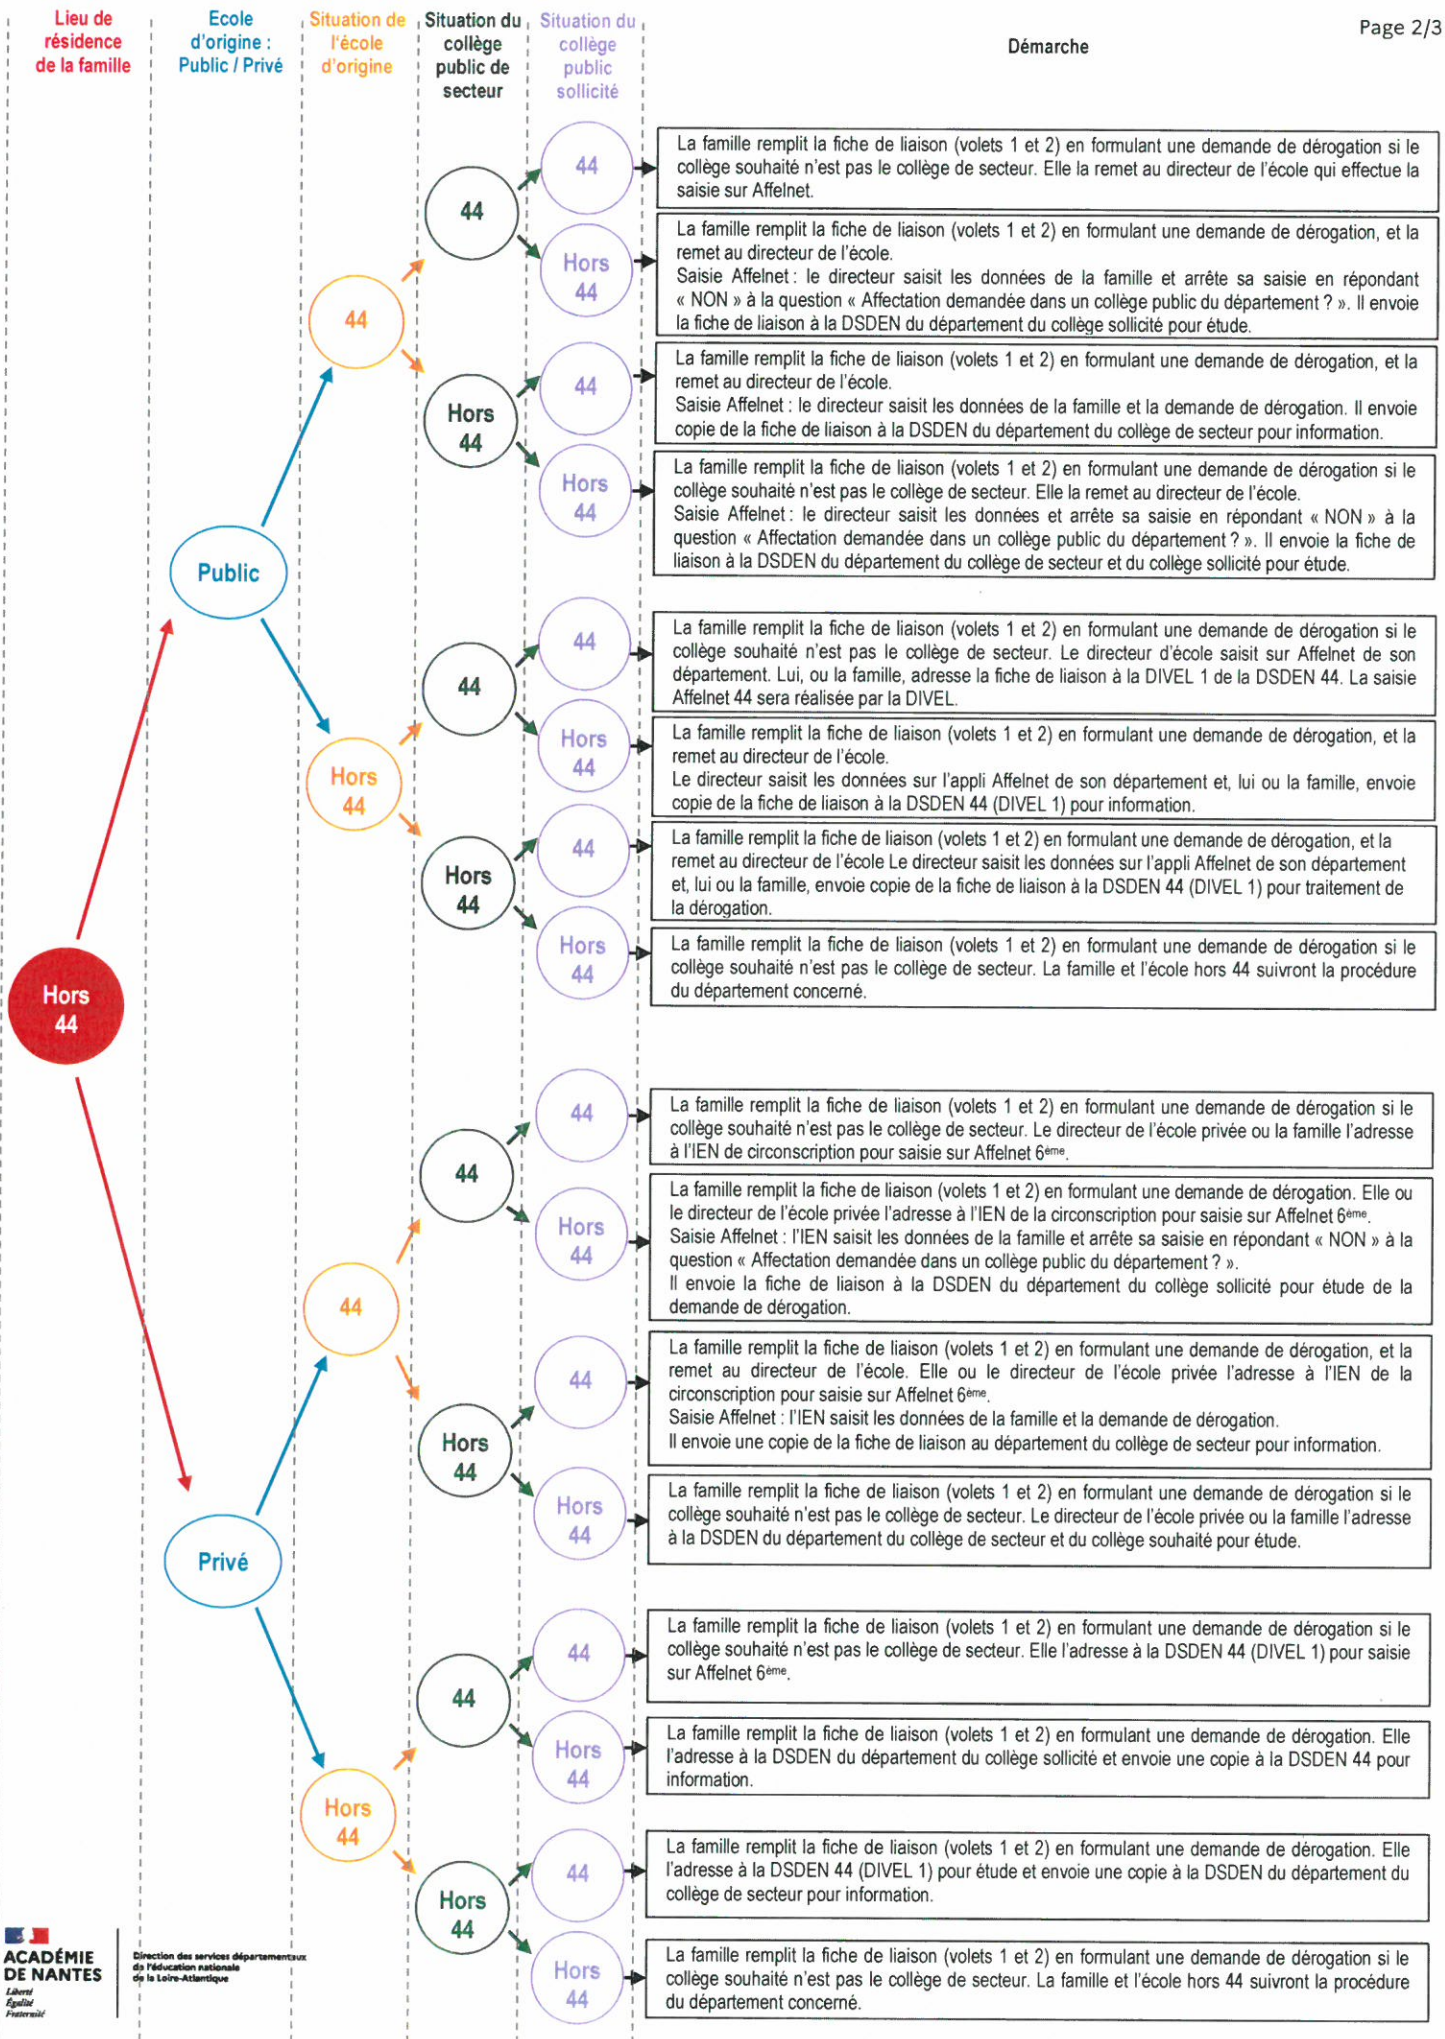 Page 2/3
Lieu de
résidence
de la famille
Ecole
d'origine :
Public / Privé
Situation de
l'école
d'origine
Situation du
collège
public de
secteur
Situation du
collège
public
sollicité
Démarche
44
La famille remplit la fiche de liaison (volets 1 et 2) en formulant une demande de dérogation si le
collège souhaité n'est pas le collège de secteur. Elle la remet au directeur de l'école qui effectue la
saisie sur Affelnet.
44
Hors
44
La famille remplit la fiche de liaison (volets 1 et 2) en formulant une demande de dérogation, et la
remet au directeur de l'école.
Saisie Affelnet : le directeur saisit les données de la famille et arrête sa saisie en répondant
« NON » à la question « Affectation demandée dans un collège public du département ? ». Il envoie
la fiche de liaison à la DSDEN du département du collège sollicité pour étude.
44
44
La famille remplit la fiche de liaison (volets 1 et 2) en formulant une demande de dérogation, et la
remet au directeur de l'école.
Saisie Affelnet : le directeur saisit les données de la famille et la demande de dérogation. Il envoie
copie de la fiche de liaison à la DSDEN du département du collège de secteur pour information.
Hors
44
Hors
44
La famille remplit la fiche de liaison (volets 1 et 2) en formulant une demande de dérogation si le
collège souhaité n'est pas le collège de secteur. Elle la remet au directeur de l'école.
Saisie Affelnet : le directeur saisit les données et arrête sa saisie en répondant « NON » à la
question « Affectation demandée dans un collège public du département ? ». Il envoie la fiche de
liaison à la DSDEN du département du collège de secteur et du collège sollicité pour étude.
Public
44
La famille remplit la fiche de liaison (volets 1 et 2) en formulant une demande de dérogation si le
collège souhaité n'est pas le collège de secteur. Le directeur d'école saisit sur Affelnet de son
département. Lui, ou la famille, adresse la fiche de liaison à la DIVEL 1 de la DSDEN 44. La saisie
Affelnet 44 sera réalisée par la DIVEL.
44
Hors
44
La famille remplit la fiche de liaison (volets 1 et 2) en formulant une demande de dérogation, et la
remet au directeur de l'école.
Le directeur saisit les données sur l'appli Affelnet de son département et, lui ou la famille, envoie
copie de la fiche de liaison à la DSDEN 44 (DIVEL 1) pour information.
Hors
44
44
La famille remplit la fiche de liaison (volets 1 et 2) en formulant une demande de dérogation, et la
remet au directeur de l'école Le directeur saisit les données sur l'appli Affelnet de son département
et, lui ou la famille, envoie copie de la fiche de liaison à la DSDEN 44 (DIVEL 1) pour traitement de
la dérogation.
Hors
44
Hors
44
La famille remplit la fiche de liaison (volets 1 et 2) en formulant une demande de dérogation si le
collège souhaité n'est pas le collège de secteur. La famille et l'école hors 44 suivront la procédure
du département concerné.
Hors
44
44
La famille remplit la fiche de liaison (volets 1 et 2) en formulant une demande de dérogation si le
collège souhaité n'est pas le collège de secteur. Le directeur de l'école privée ou la famille l'adresse
à l'IEN de circonscription pour saisie sur Affelnet 6ème.
44
Hors
44
La famille remplit la fiche de liaison (volets 1 et 2) en formulant une demande de dérogation. Elle ou
le directeur de l'école privée l'adresse à l'IEN de la circonscription pour saisie sur Affelnet 6ème.
Saisie Affelnet : l'IEN saisit les données de la famille et arrête sa saisie en répondant « NON » à la
question « Affectation demandée dans un collège public du département ? ».
Il envoie la fiche de liaison à la DSDEN du département du collège sollicité pour étude de la
demande de dérogation.
44
44
La famille remplit la fiche de liaison (volets 1 et 2) en formulant une demande de dérogation, et la
remet au directeur de l'école. Elle ou le directeur de l'école privée l'adresse à l'IEN de la
circonscription pour saisie sur Affelnet 6ème.
Saisie Affelnet : l'IEN saisit les données de la famille et la demande de dérogation.
Il envoie une copie de la fiche de liaison au département du collège de secteur pour information.
Hors
44
Hors
44
La famille remplit la fiche de liaison (volets 1 et 2) en formulant une demande de dérogation si le
collège souhaité n'est pas le collège de secteur. Le directeur de l'école privée ou la famille l'adresse
à la DSDEN du département du collège de secteur et du collège souhaité pour étude.
Privé
44
La famille remplit la fiche de liaison (volets 1 et 2) en formulant une demande de dérogation si le
collège souhaité n'est pas le collège de secteur. Elle l'adresse à la DSDEN 44 (DIVEL 1) pour saisie
sur Affelnet 6ème.
44
Hors
44
La famille remplit la fiche de liaison (volets 1 et 2) en formulant une demande de dérogation. Elle
l'adresse à la DSDEN du département du collège sollicité et envoie une copie à la DSDEN 44 pour
information.
Hors
44
44
La famille remplit la fiche de liaison (volets 1 et 2) en formulant une demande de dérogation. Elle
l'adresse à la DSDEN 44 (DIVEL 1) pour étude et envoie une copie à la DSDEN du département du
collège de secteur pour information.
Hors
44
Hors
44
La famille remplit la fiche de liaison (volets 1 et 2) en formulant une demande de dérogation si le
collège souhaité n'est pas le collège de secteur. La famille et l'école hors 44 suivront la procédure
du département concerné.
ACADÉMIE
DE NANTES
Liberté
Égalité
Fraternité
Direction des services départementaux
de l'éducation nationale
de la Loire-Atlantique